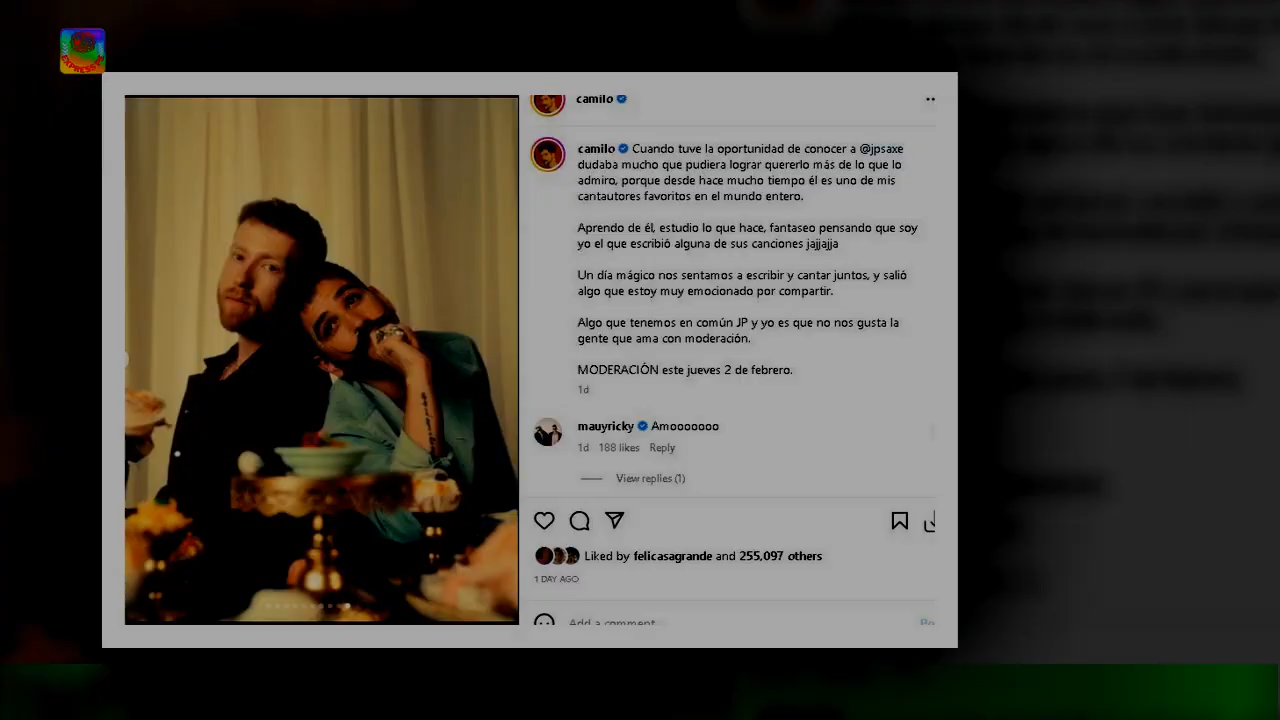 EXPRESS
camilo
camilo Cuando tuve la oportunidad de conocer a @jpsaxe
dudaba mucho que pudiera lograr quererlo más de lo que lo
admiro, porque desde hace mucho tiempo él es uno de mis
cantautores favoritos en el mundo entero.
Aprendo de él, estudio lo que hace, fantaseo pensando que soy
yo el que escribió alguna de sus canciones jajjajja
Un día mágico nos sentamos a escribir y cantar juntos, y salió
algo que estoy muy emocionado por compartir.
Algo que tenemos en común JP y yo es que no nos gusta la
gente que ama con moderación.
MODERACIÓN este jueves 2 de febrero.
1d
mauyricky Amooooooo
1d 188 likes Reply
View replies (1)
Liked by felicasagrande and 255,097 others
1 DAY AGO
Add a comment